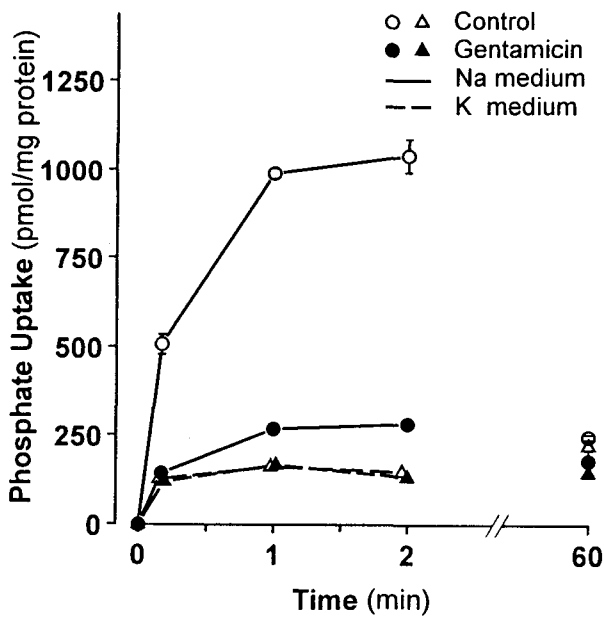 Control
Gentamicin
Na medium
K medium
Phosphate Uptake (pmol/mg protein)
1250
1000
750
500
250
0
0 1 2 60
Time (min)